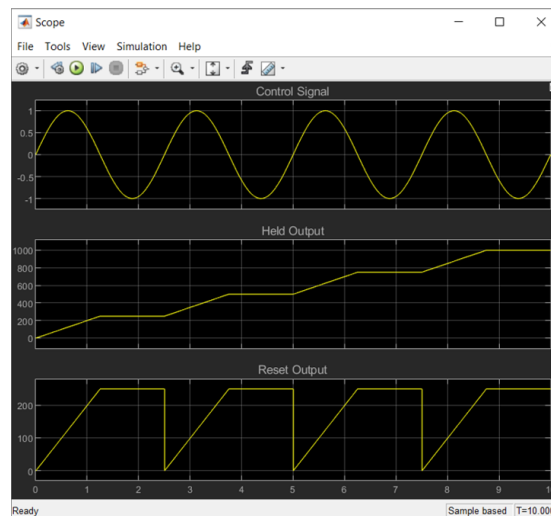 Scope
File Tools View Simulation Help
Control Signal
1
0.5
0
-0.5
-1
Held Output
1000
800
600
400
200
0
Reset Output
200
100
0
0 1 2 3 4 5 6 7 8 9
Ready Sample based T=10.00